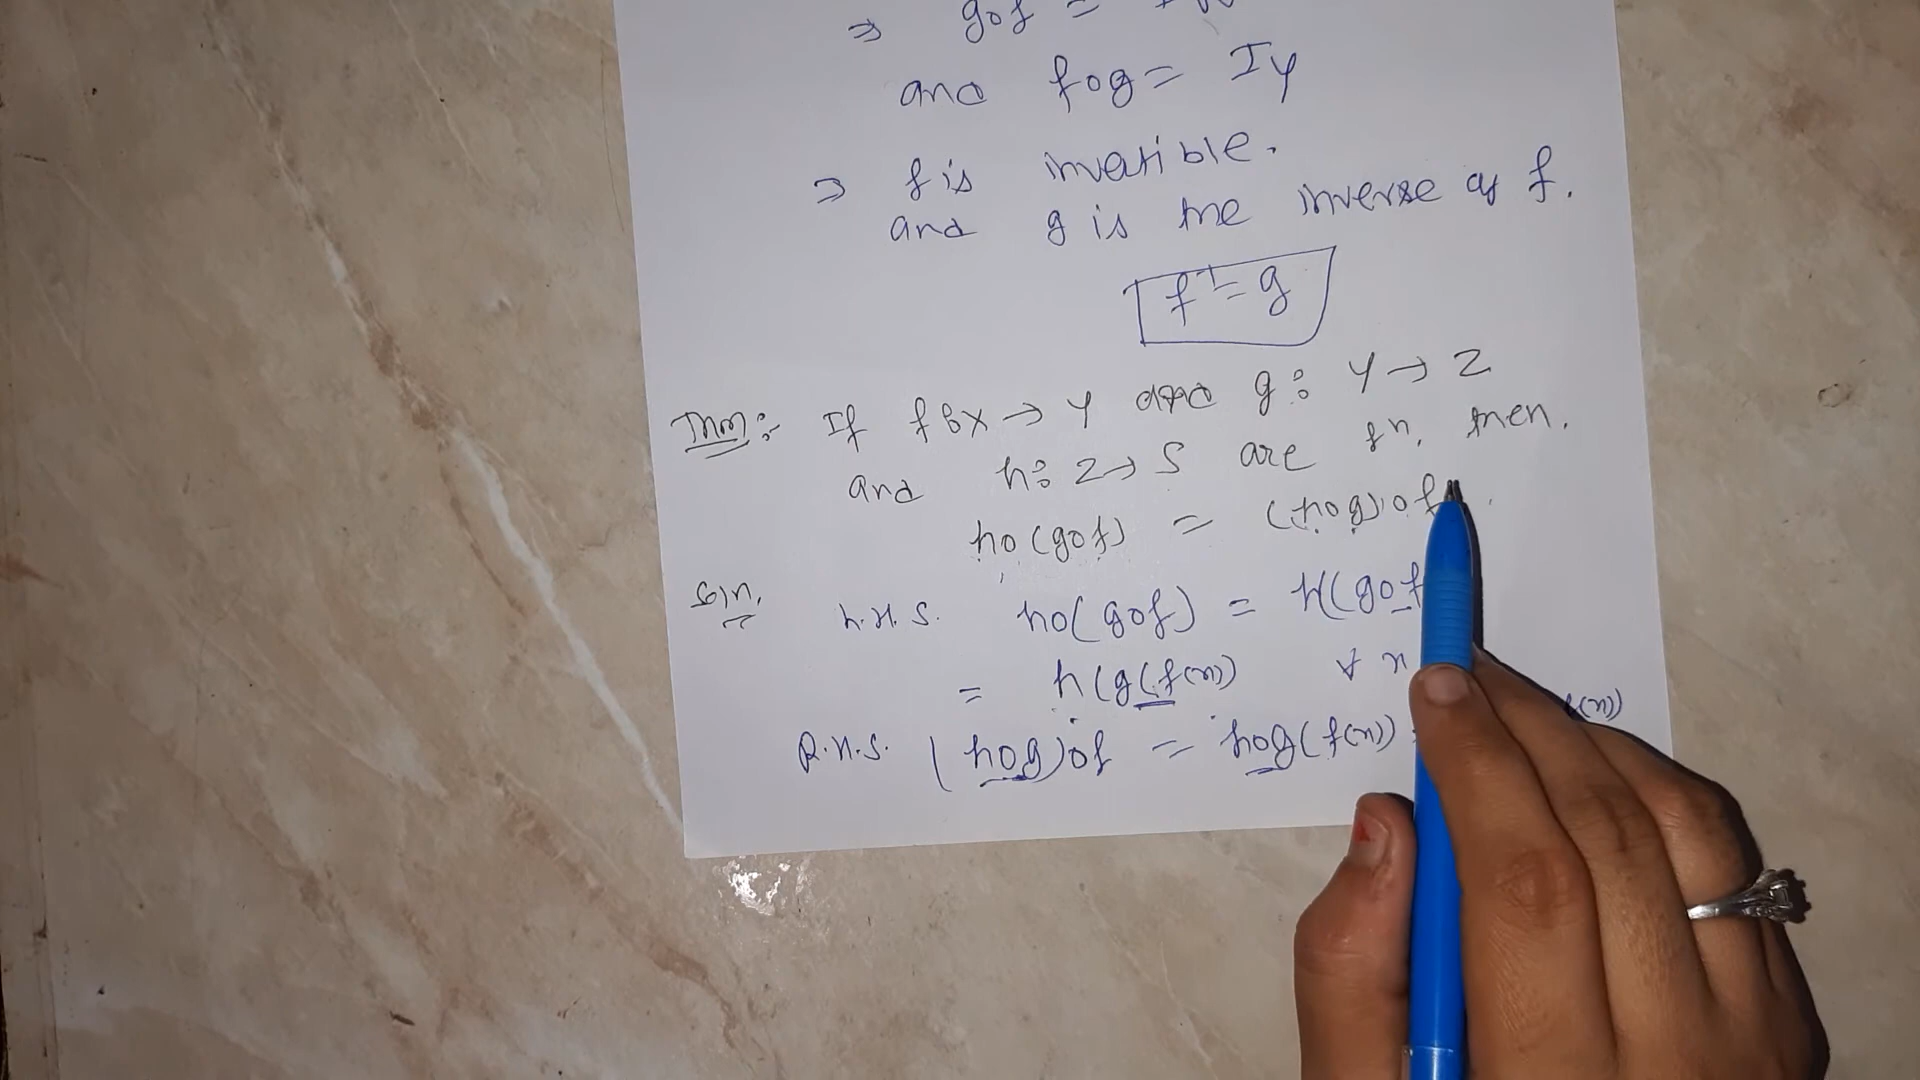 ⇒ gof =
and fog = Iy
⇒ f is invertible.
and g is the inverse of f.
f⁻¹ = g
Thm:- If f: X → Y and g: Y → Z
and h: Z → S are fⁿ. then.
ho(gof) = (hog)of
Soln.
L.H.S. ho(gof) = h(gof
= h(g(f(x)) ∀ x
R.H.S. (hog)of = hog(f(x)) f(x))